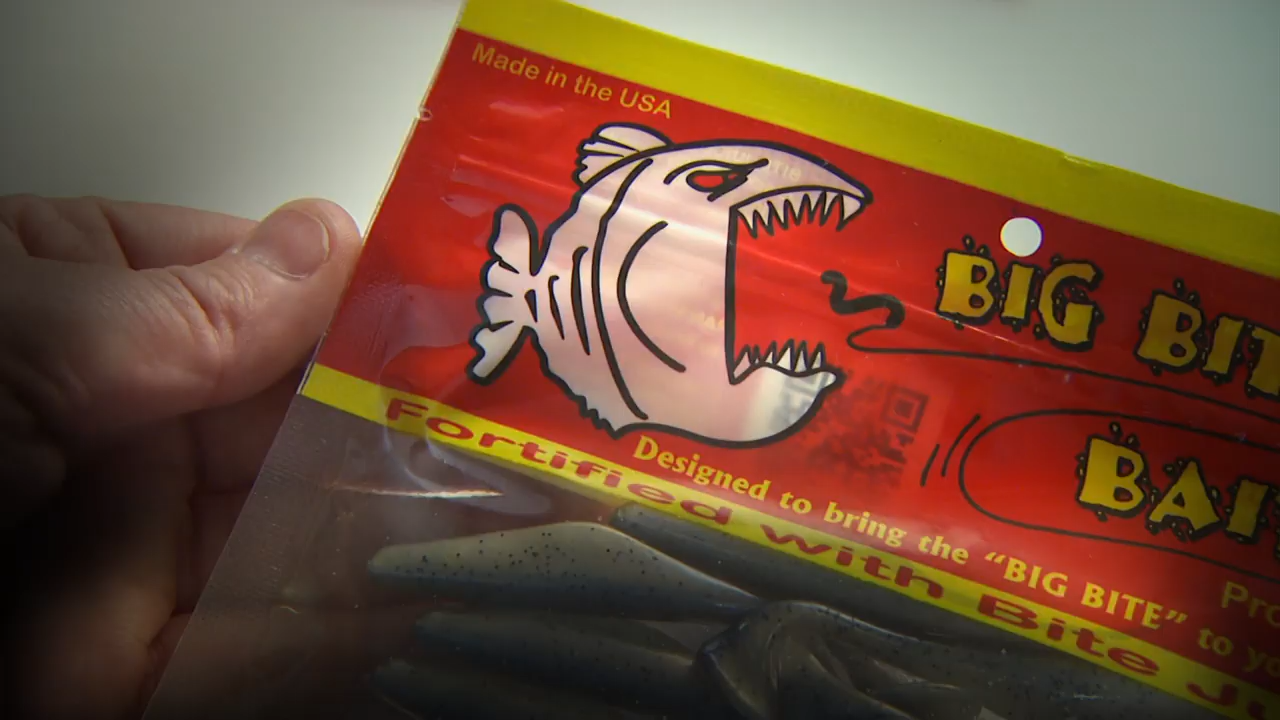 Made in the USA
BIG BIT
BAI
Designed to bring the “BIG BITE” to yo
Fortified with Bite Ju
Pro